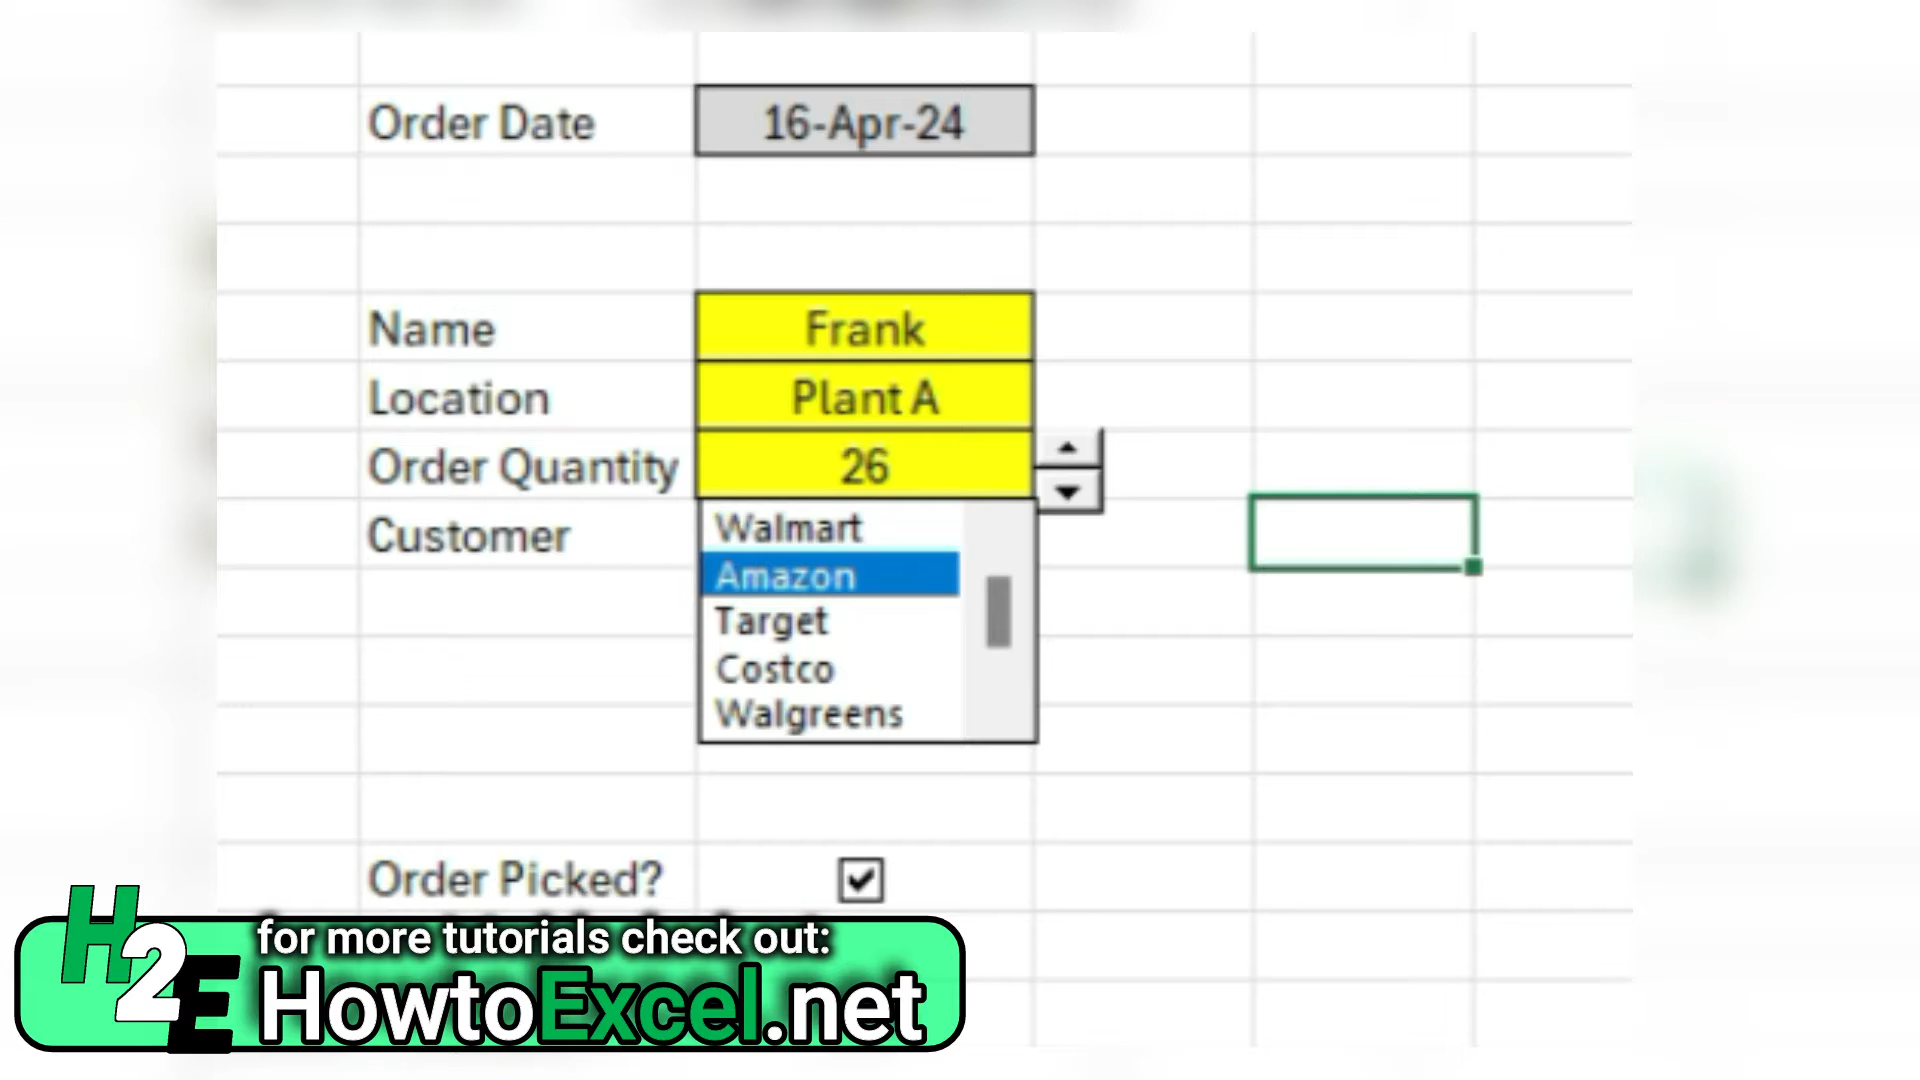 Order Date 16-Apr-24
Name Frank
Location Plant A
Order Quantity 26
Customer
Walmart
Amazon
Target
Costco
Walgreens
Order Picked?
H2E
for more tutorials check out:
HowtoExcel.net